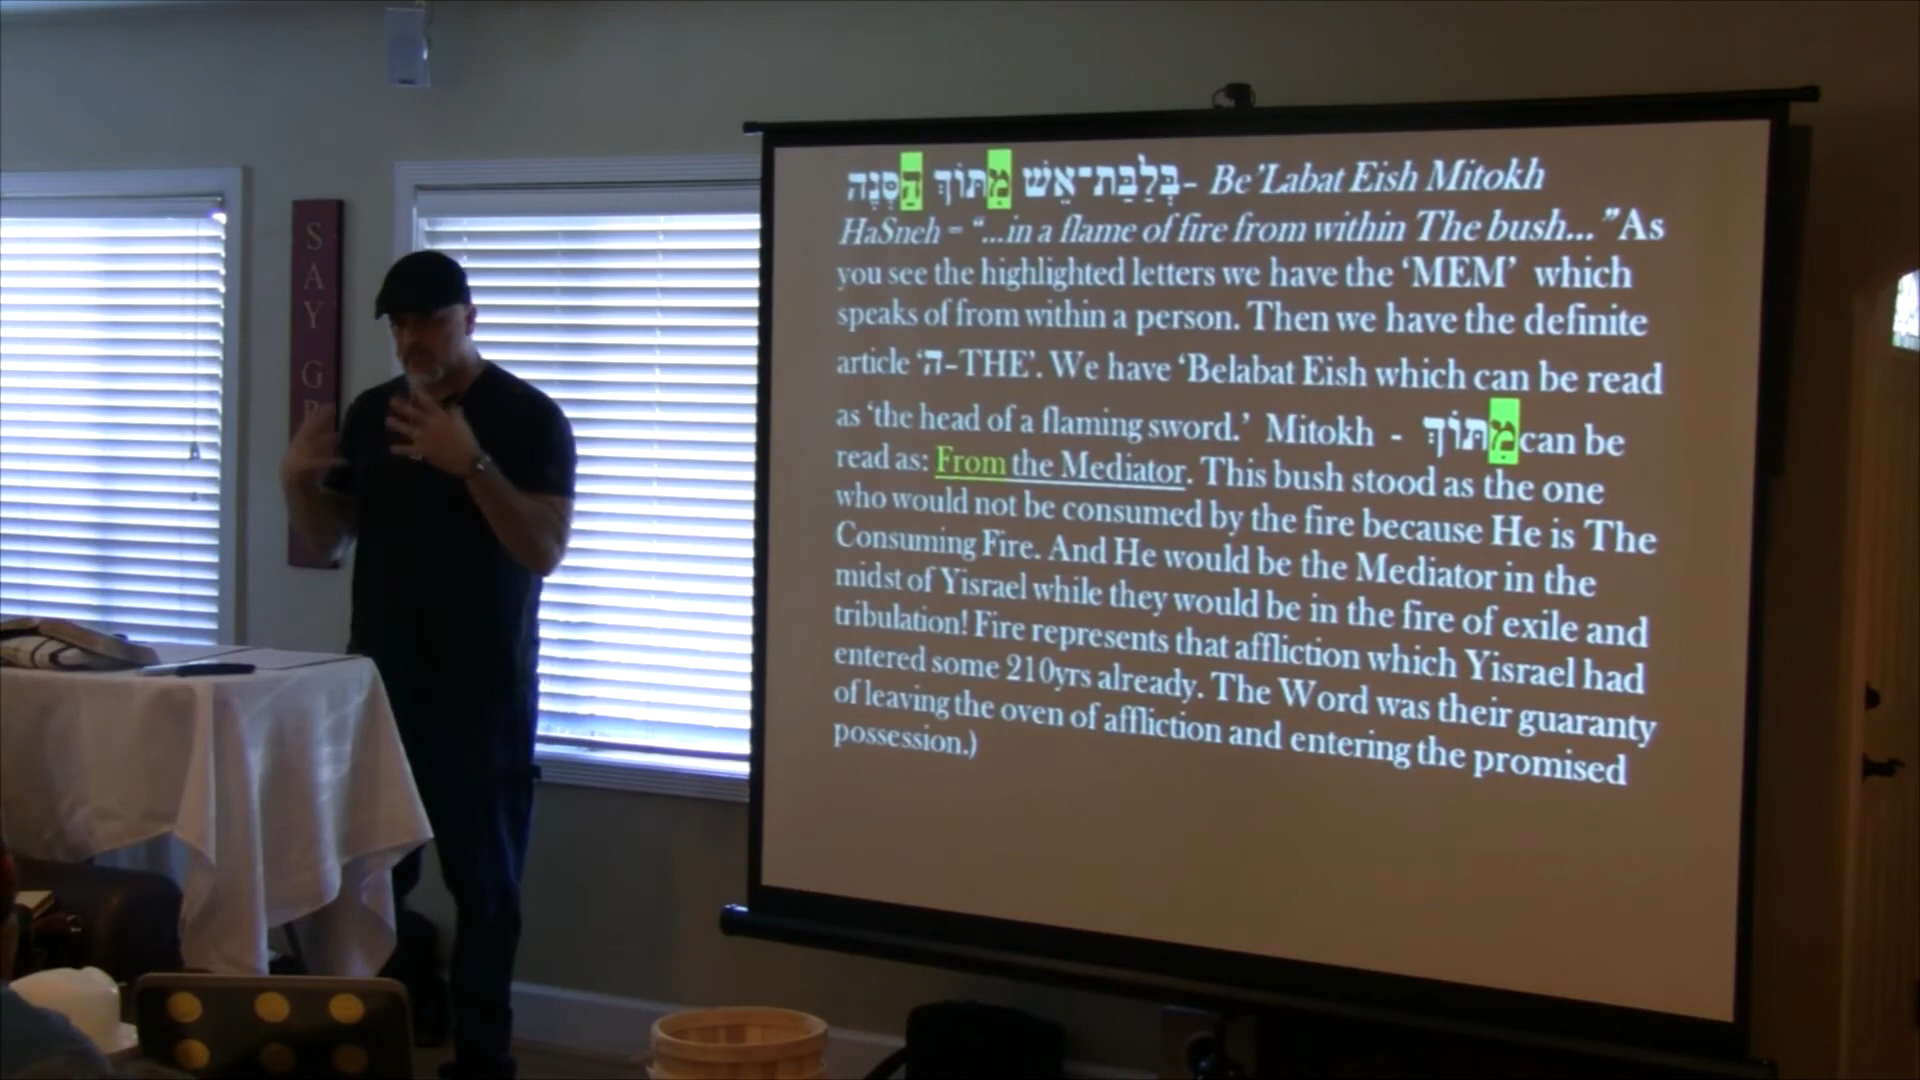 S
A
Y
G
בְּלַבַּת־אֵשׁ מִתּוֹךְ הַסְּנֶה- Be'Labat Eish Mitokh
HaSneh = “...in a flame of fire from within The bush...” As
you see the highlighted letters we have the ‘MEM’ which
speaks of from within a person. Then we have the definite
article ‘ה-THE’. We have ‘Belabat Eish which can be read
as ‘the head of a flaming sword.’ Mitokh - מִתּוֹךְ can be
read as: From the Mediator. This bush stood as the one
who would not be consumed by the fire because He is The
Consuming Fire. And He would be the Mediator in the
midst of Yisrael while they would be in the fire of exile and
tribulation! Fire represents that affliction which Yisrael had
entered some 210yrs already. The Word was their guaranty
of leaving the oven of affliction and entering the promised
possession.)